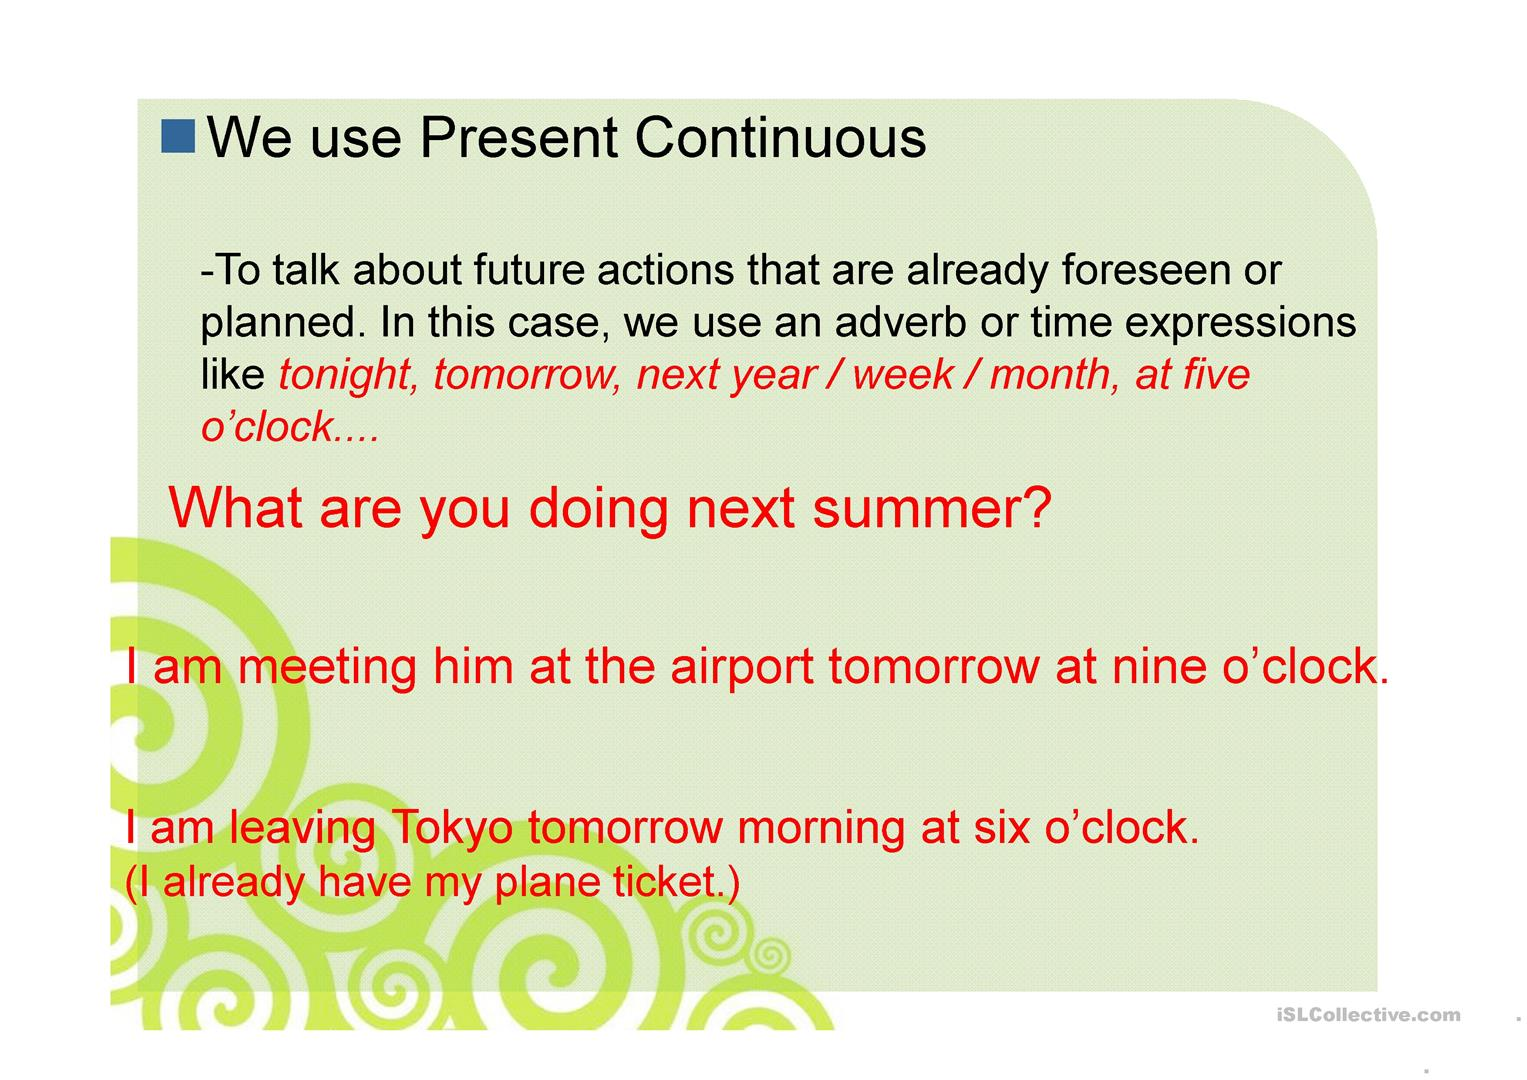 We use Present Continuous
-To talk about future actions that are already foreseen or
planned. In this case, we use an adverb or time expressions
like tonight, tomorrow, next year / week / month, at five
o’clock....
What are you doing next summer?
I am meeting him at the airport tomorrow at nine o’clock.
I am leaving Tokyo tomorrow morning at six o’clock.
(I already have my plane ticket.)
iSLCollective.com